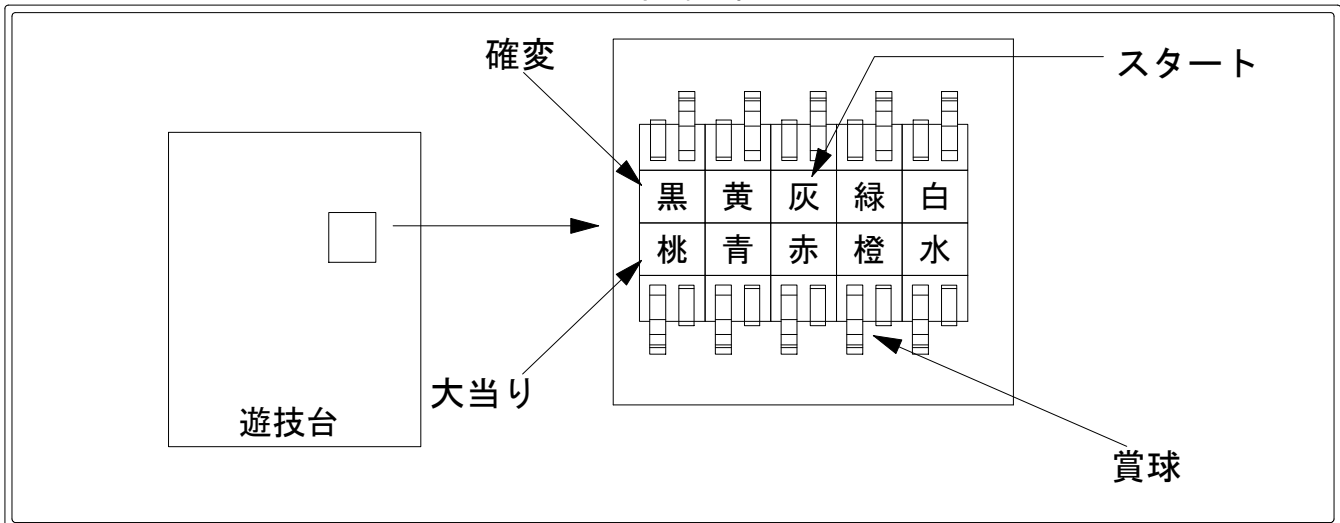 確変
スタート
黒 黄 灰 緑 白
桃 青 赤 橙 水
大当り
遊技台
賞球